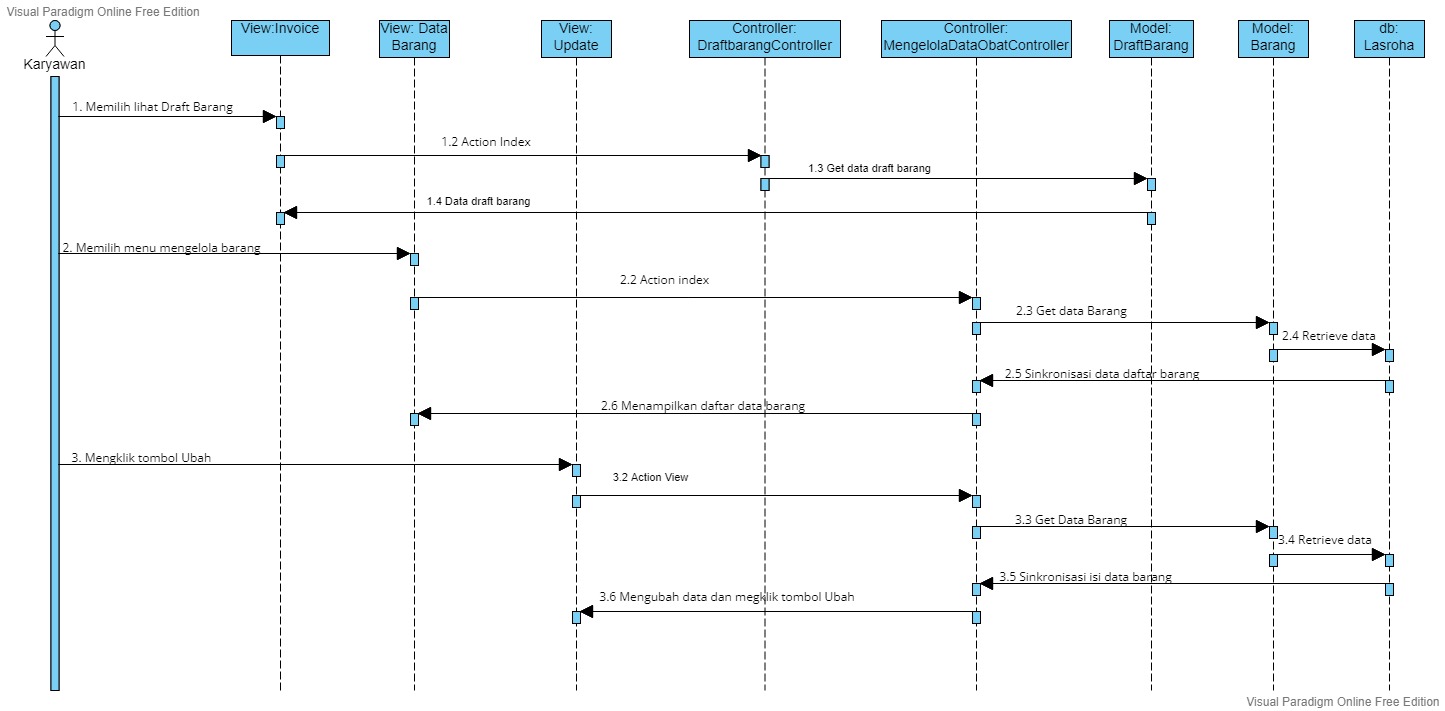 Visual Paradigm Online Free Edition
Karyawan
View:Invoice
View: Data
Barang
View:
Update
Controller:
DraftbarangController
Controller:
MengelolaDataObatController
Model:
DraftBarang
Model:
Barang
db:
Lasroha
1. Memilih lihat Draft Barang
1.2 Action Index
1.3 Get data draft barang
1.4 Data draft barang
2. Memilih menu mengelola barang
2.2 Action index
2.3 Get data Barang
2.4 Retrieve data
2.5 Sinkronisasi data daftar barang
2.6 Menampilkan daftar data barang
3. Mengklik tombol Ubah
3.2 Action View
3.3 Get Data Barang
3.4 Retrieve data
3.5 Sinkronisasi isi data barang
3.6 Mengubah data dan megklik tombol Ubah
Visual Paradigm Online Free Edition